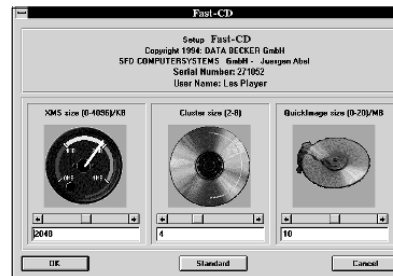 Fast-CD
Setup Fast-CD
Copyright 1994: DATA BECKER GmbH
SFD COMPUTERSYSTEMS GmbH - Juergen Abel
Serial Number: 271052
User Name: Les Player
XMS size (0-4096)/KB
Cluster size (2-8)
QuickImage size (0-20)/MB
2048
4
10
OK
Standard
Cancel